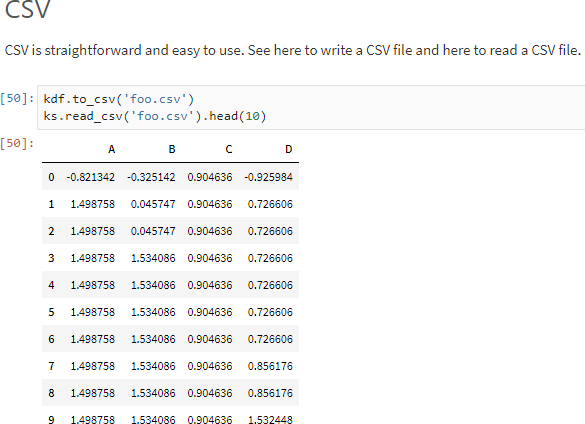 CSV
CSV is straightforward and easy to use. See here to write a CSV file and here to read a CSV file.
[50]: kdf.to_csv('foo.csv')
ks.read_csv('foo.csv').head(10)
[50]:
A B C D
0 -0.821342 -0.325142 0.904636 -0.925984
1 1.498758 0.045747 0.904636 0.726606
2 1.498758 0.045747 0.904636 0.726606
3 1.498758 1.534086 0.904636 0.726606
4 1.498758 1.534086 0.904636 0.726606
5 1.498758 1.534086 0.904636 0.726606
6 1.498758 1.534086 0.904636 0.726606
7 1.498758 1.534086 0.904636 0.856176
8 1.498758 1.534086 0.904636 0.856176
9 1.498758 1.534086 0.904636 1.532448